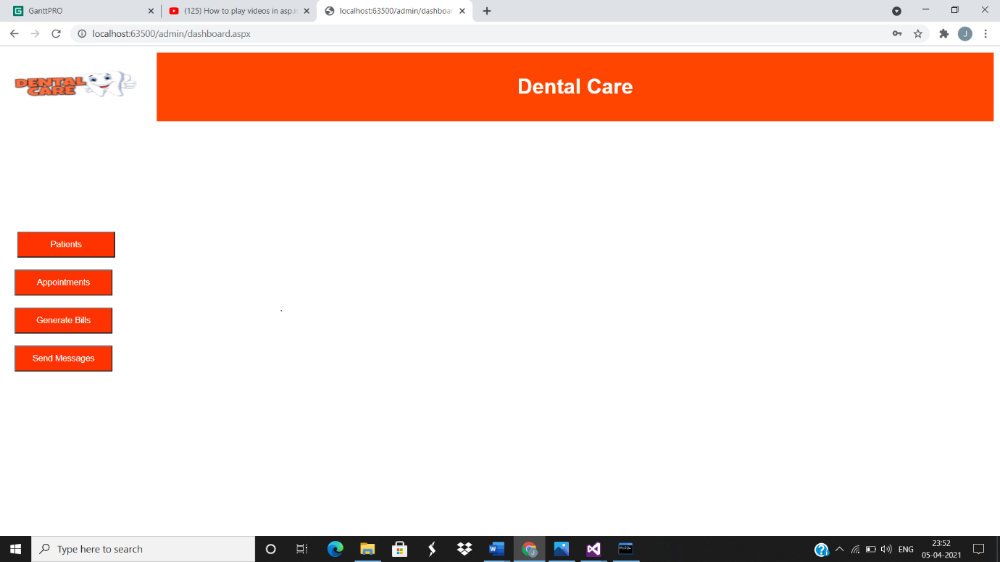 GanttPRO
(125) How to play videos in asp.n
localhost:63500/admin/dashboar
localhost:63500/admin/dashboard.aspx
J
DENTAL
CARE
Dental Care
Patients
Appointments
Generate Bills
Send Messages
Type here to search
ENG
23:52
05-04-2021